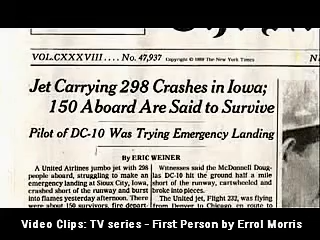 VOL.CXXXVIII .... No. 47,937
Copyright © 1989 The New York Times
Jet Carrying 298 Crashes in Iowa;
150 Aboard Are Said to Survive
Pilot of DC-10 Was Trying Emergency Landing
By ERIC WEINER
A United Airlines jumbo jet with 298
people aboard, struggling to make an
emergency landing at Sioux City, Iowa,
crashed short of the runway and burst
into flames yesterday afternoon. There
were about 150 survivors, fire depart-
Witnesses said the McDonnell Doug-
las DC-10 hit the ground half a mile
short of the runway, cartwheeled and
broke into pieces.
The United jet, Flight 232, was flying
from Denver to Chicago, en route to
Video Clips: TV series - First Person by Errol Morris